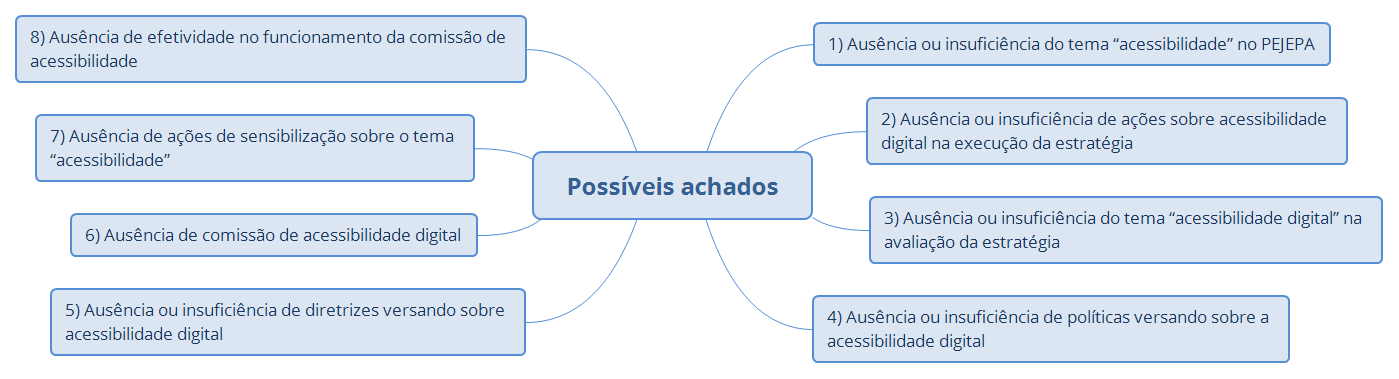 Possíveis achados
1) Ausência ou insuficiência do tema “acessibilidade” no PEJEPA
2) Ausência ou insuficiência de ações sobre acessibilidade
digital na execução da estratégia
3) Ausência ou insuficiência do tema “acessibilidade digital” na
avaliação da estratégia
4) Ausência ou insuficiência de políticas versando sobre a
acessibilidade digital
5) Ausência ou insuficiência de diretrizes versando sobre
acessibilidade digital
6) Ausência de comissão de acessibilidade digital
7) Ausência de ações de sensibilização sobre o tema
“acessibilidade”
8) Ausência de efetividade no funcionamento da comissão de
acessibilidade